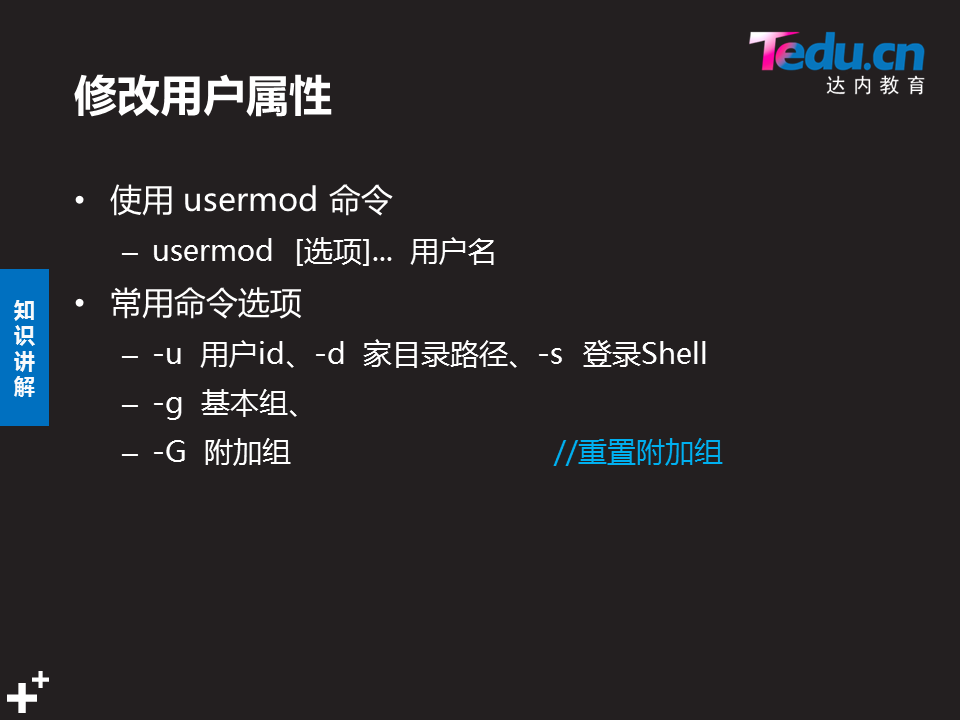 Tedu.cn
达内教育
修改用户属性
• 使用 usermod 命令
– usermod [选项]... 用户名
• 常用命令选项
– -u 用户id、-d 家目录路径、-s 登录Shell
– -g 基本组、
– -G 附加组 //重置附加组
知识讲解